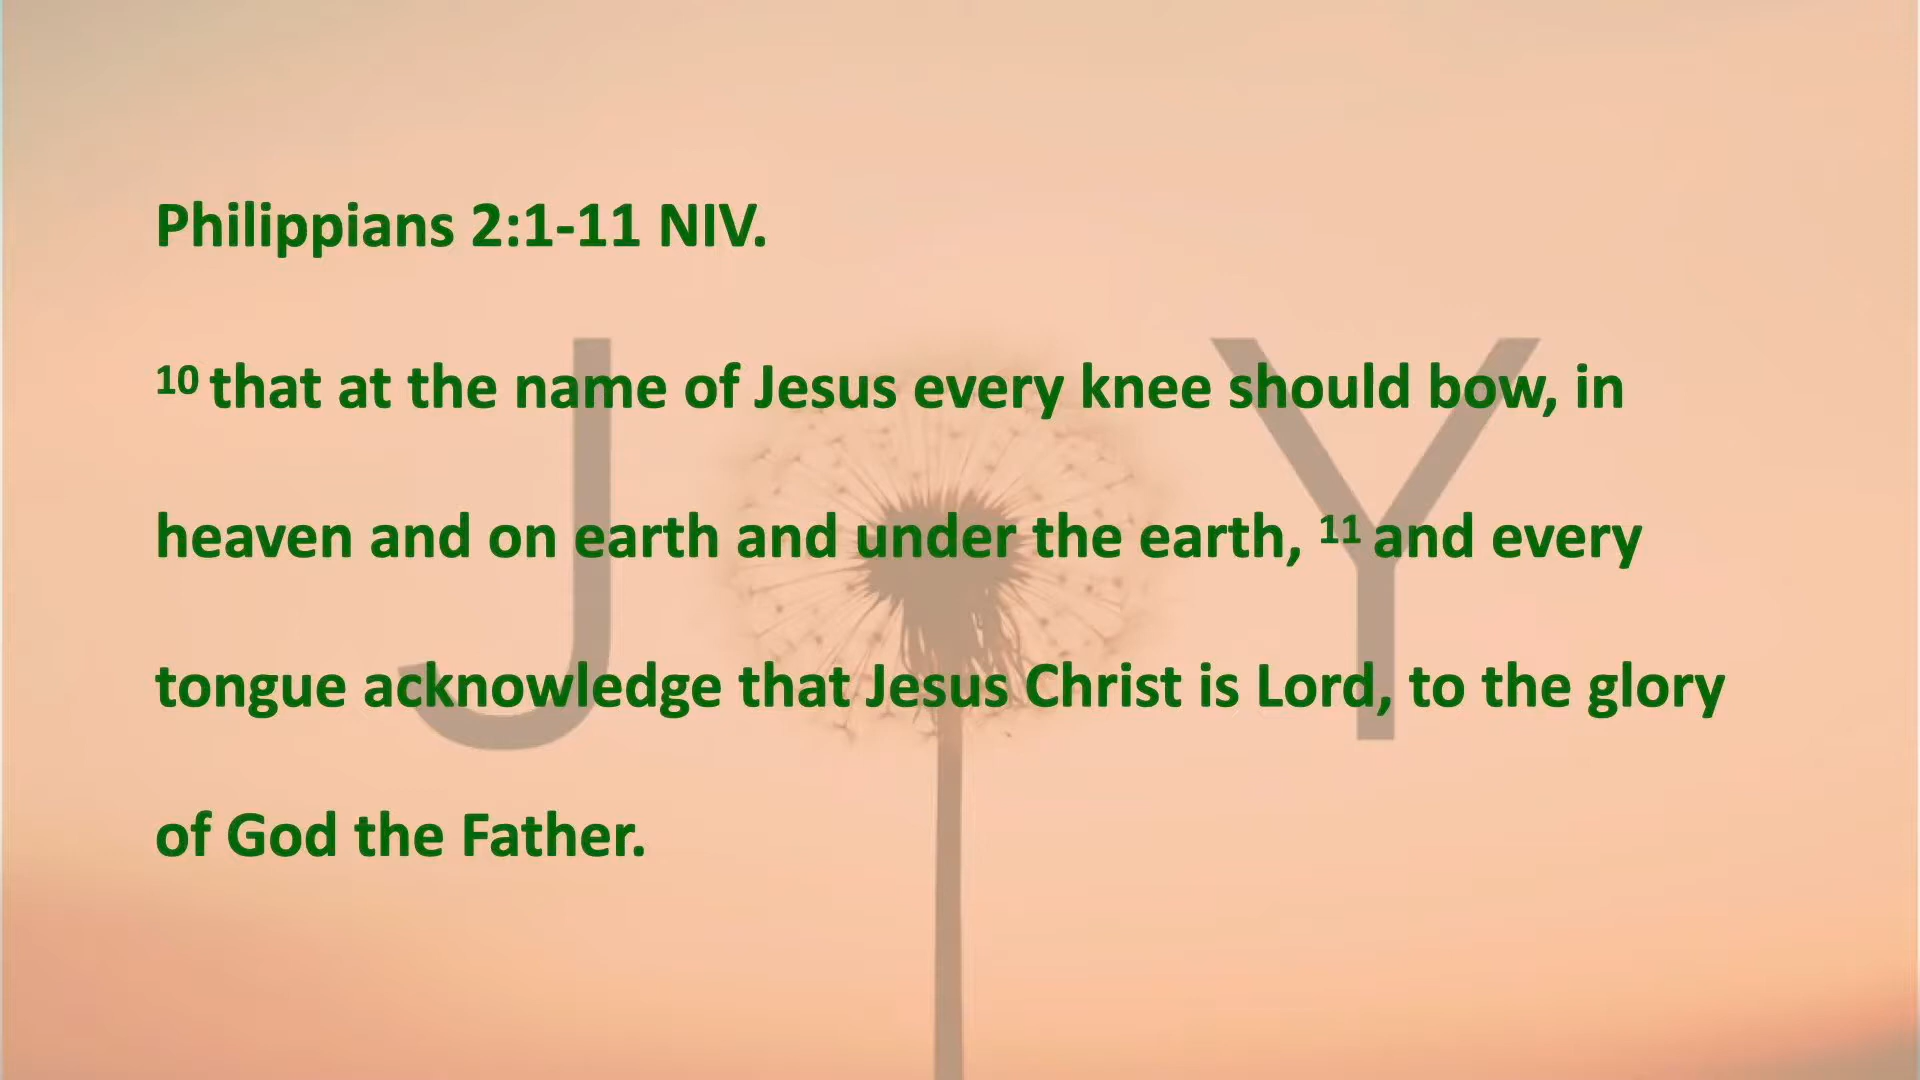 Philippians 2:1-11 NIV.
10 that at the name of Jesus every knee should bow, in
heaven and on earth and under the earth, 11 and every
tongue acknowledge that Jesus Christ is Lord, to the glory
of God the Father.
J Y